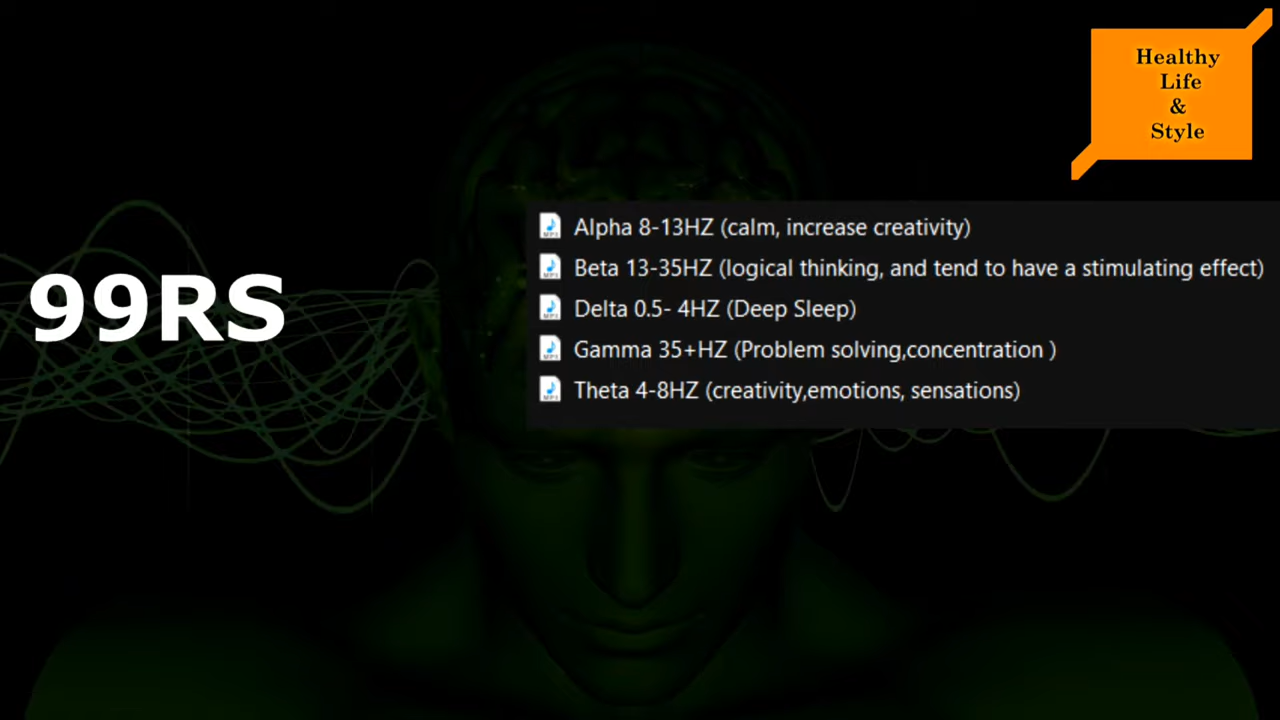 Healthy
Life
&
Style
99RS
Alpha 8-13HZ (calm, increase creativity)
Beta 13-35HZ (logical thinking, and tend to have a stimulating effect)
Delta 0.5- 4HZ (Deep Sleep)
Gamma 35+HZ (Problem solving,concentration )
Theta 4-8HZ (creativity,emotions, sensations)